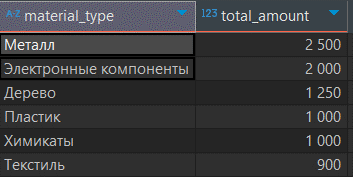 A-Z material_type 123 total_amount
Металл 2 500
Электронные компоненты 2 000
Дерево 1 250
Пластик 1 000
Химикаты 1 000
Текстиль 900